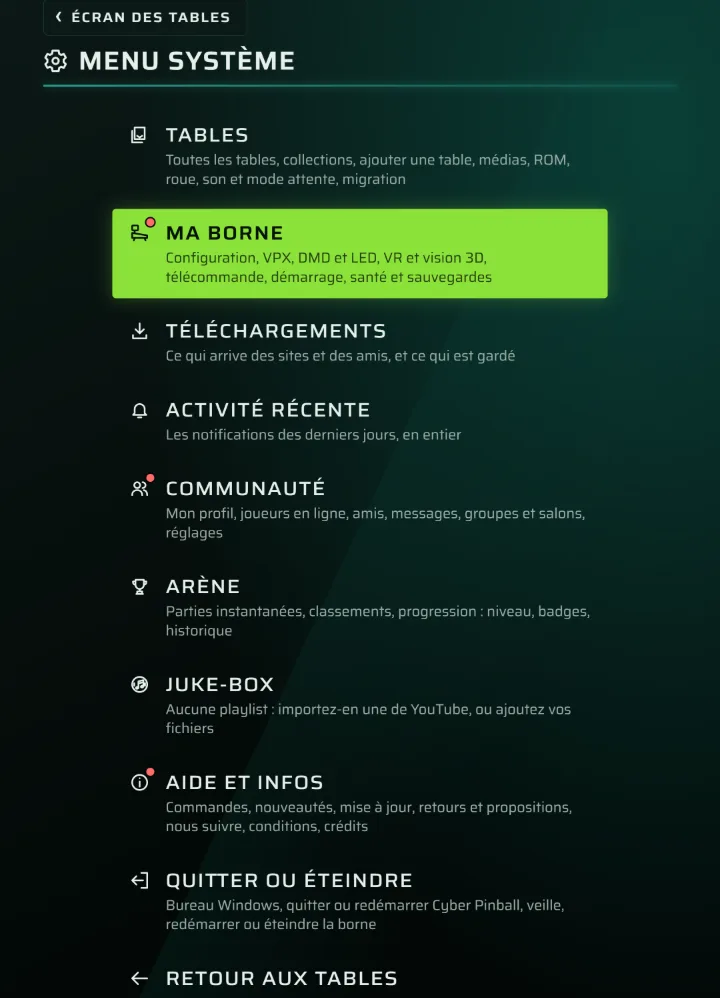 ÉCRAN DES TABLES
MENU SYSTÈME
TABLES
Toutes les tables, collections, ajouter une table, médias, ROM,
roue, son et mode attente, migration
MA BORNE
Configuration, VPX, DMD et LED, VR et vision 3D,
télécommande, démarrage, santé et sauvegardes
TÉLÉCHARGEMENTS
Ce qui arrive des sites et des amis, et ce qui est gardé
ACTIVITÉ RÉCENTE
Les notifications des derniers jours, en entier
COMMUNAUTÉ
Mon profil, joueurs en ligne, amis, messages, groupes et salons,
réglages
ARÈNE
Parties instantanées, classements, progression : niveau, badges,
historique
JUKE-BOX
Aucune playlist : importez-en une de YouTube, ou ajoutez vos
fichiers
AIDE ET INFOS
Commandes, nouveautés, mise à jour, retours et propositions,
nous suivre, conditions, crédits
QUITTER OU ÉTEINDRE
Bureau Windows, quitter ou redémarrer Cyber Pinball, veille,
redémarrer ou éteindre la borne
RETOUR AUX TABLES